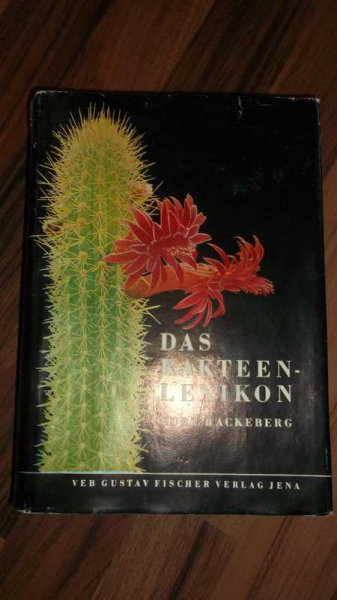 DAS
KAKTEEN-
LEXIKON
BACKEBERG
VEB GUSTAV FISCHER VERLAG JENA